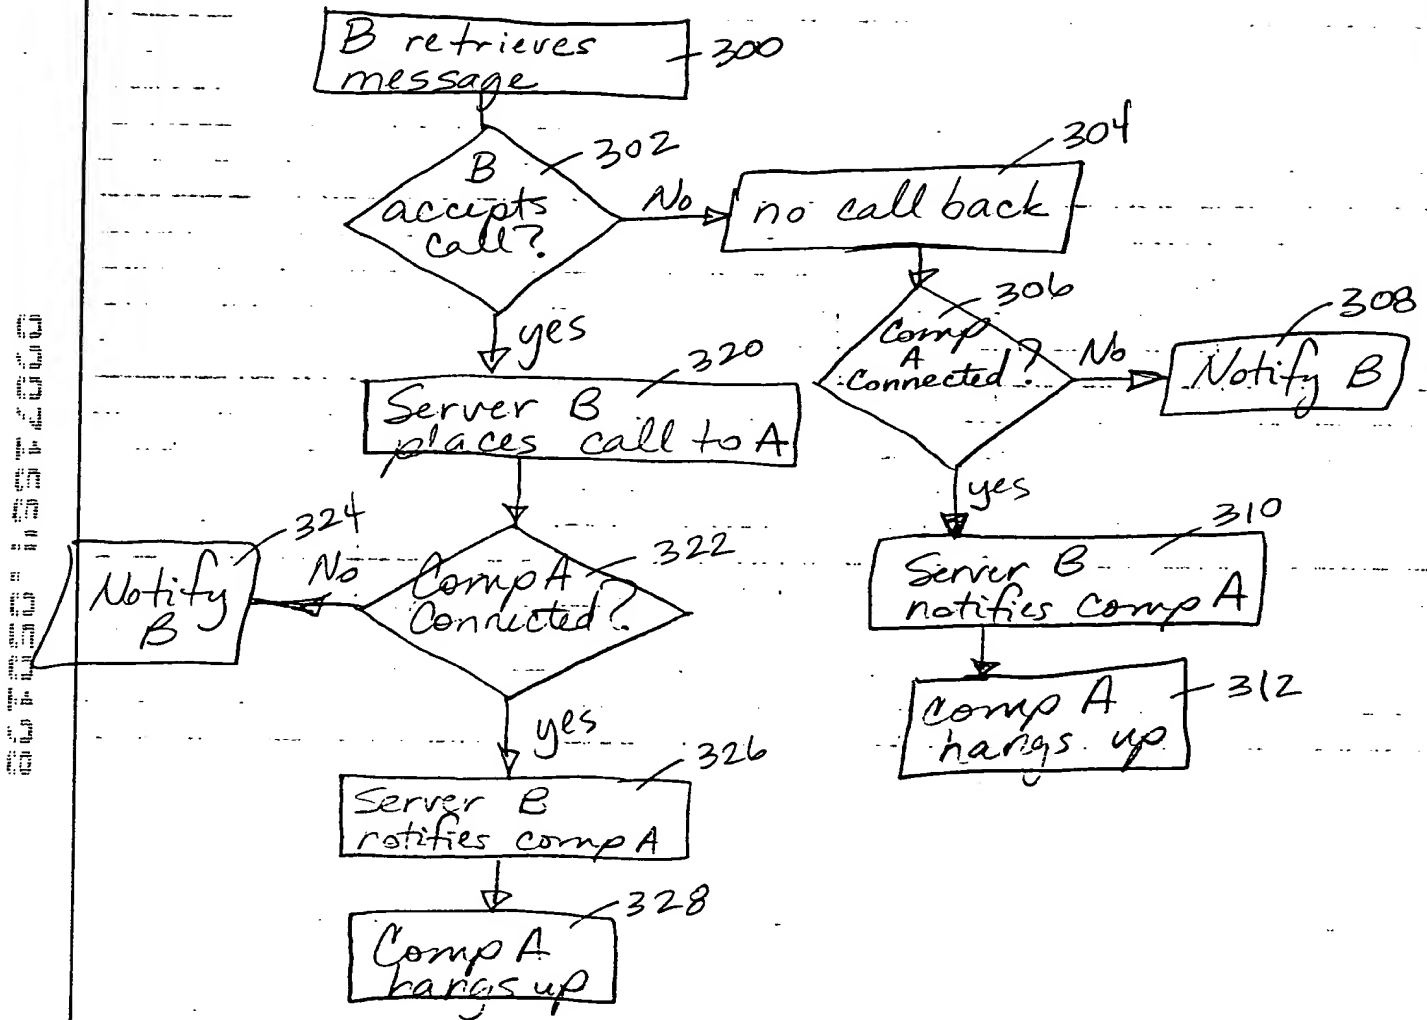 B retrieves
message
300
B
accepts
call?
302
No
no call back
304
yes
Comp
A
connected?
306
No
Notify B
308
Server B
places call to A
320
yes
Server B
notifies comp A
310
Comp A
Connected?
322
No
Notify
B
324
comp A
hangs up
312
yes
Server B
notifies comp A
326
Comp A
hangs up
328